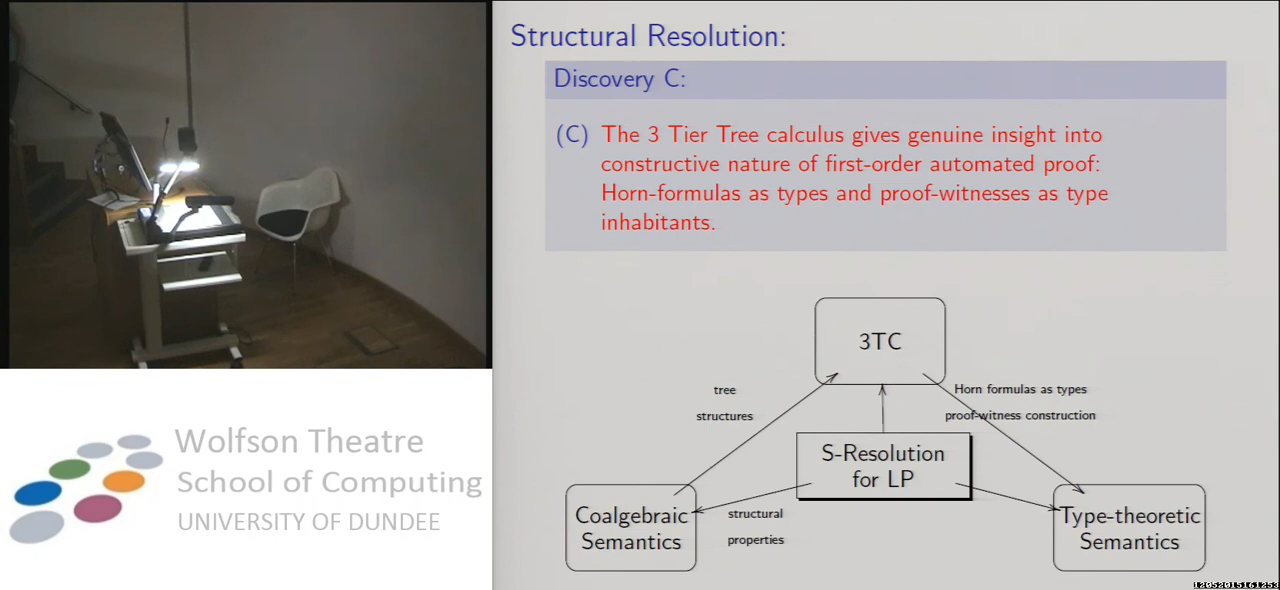 Structural Resolution:
Discovery C:
(C) The 3 Tier Tree calculus gives genuine insight into
constructive nature of first-order automated proof:
Horn-formulas as types and proof-witnesses as type
inhabitants.
3TC
tree
structures
Horn formulas as types
proof-witness construction
S-Resolution
for LP
Coalgebraic
Semantics
structural
properties
Type-theoretic
Semantics
Wolfson Theatre
School of Computing
UNIVERSITY OF DUNDEE